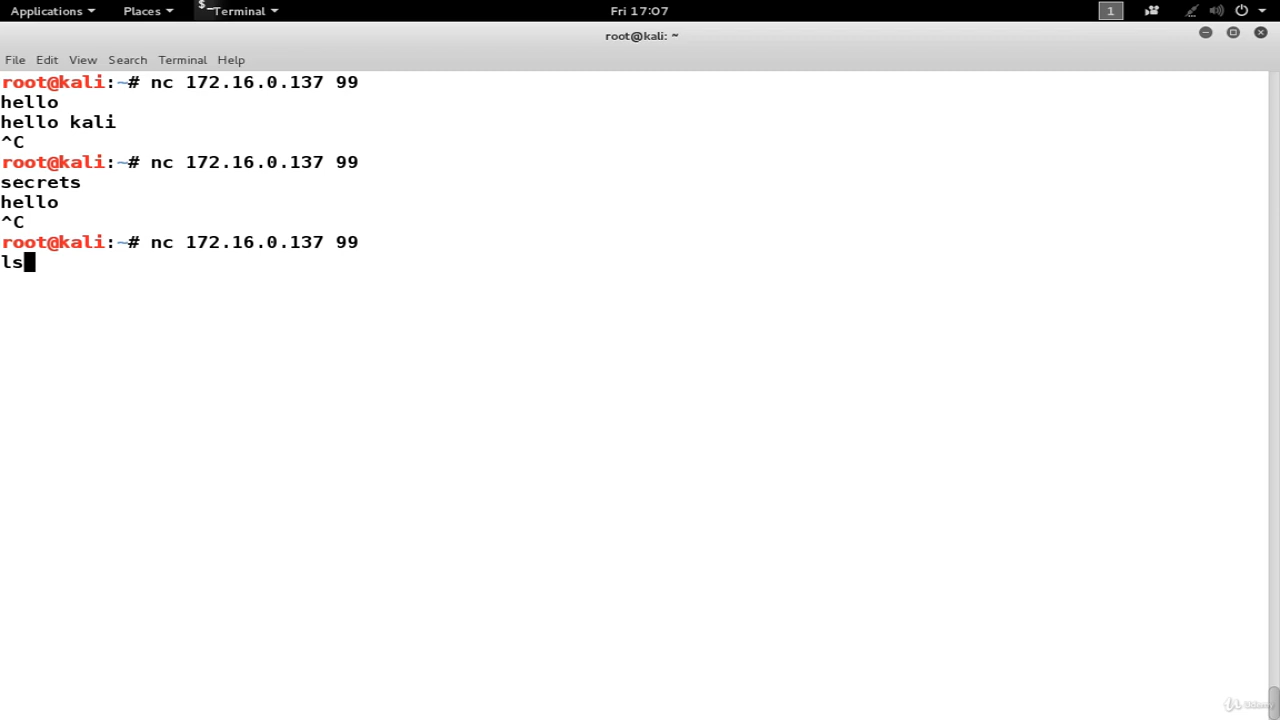 Applications Places Terminal Fri 17:07 1
root@kali: ~
File Edit View Search Terminal Help
root@kali:~# nc 172.16.0.137 99
hello
hello kali
^C
root@kali:~# nc 172.16.0.137 99
secrets
hello
^C
root@kali:~# nc 172.16.0.137 99
ls
Udemy